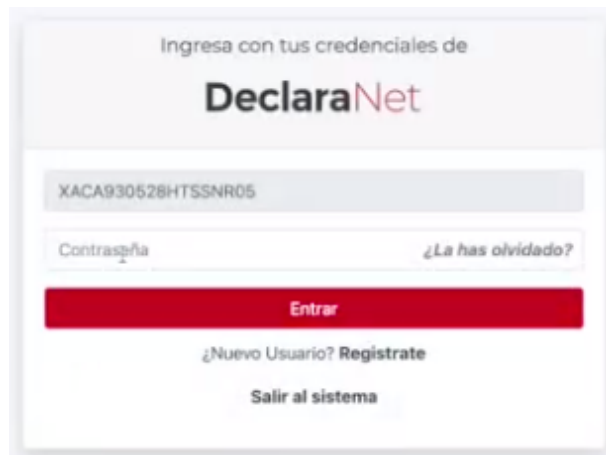 Ingresa con tus credenciales de
DeclaraNet
XACA930528HTSSNR05
Contraseña ¿La has olvidado?
Entrar
¿Nuevo Usuario? Registrate
Salir al sistema